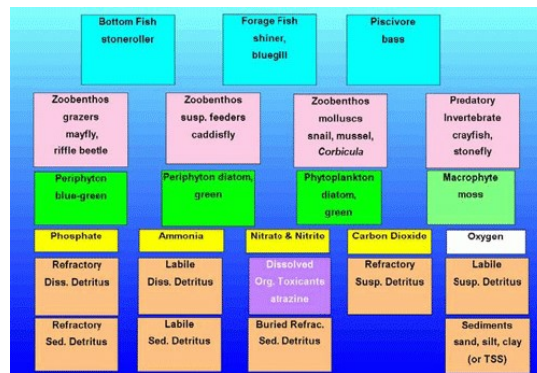 Bottom Fish
stoneroller
Forage Fish
shiner,
bluegill
Piscivore
bass
Zoobenthos
grazers
mayfly,
riffle beetle
Zoobenthos
susp. feeders
caddisfly
Zoobenthos
molluscs
snail, mussel,
Corbicula
Predatory
Invertebrate
crayfish,
stonefly
Periphyton
blue-green
Periphyton diatom,
green
Phytoplankton
diatom,
green
Macrophyte
moss
Phosphate
Ammonia
Nitrato & Nitrite
Carbon Dioxide
Oxygen
Refractory
Diss. Detritus
Labile
Diss. Detritus
Dissolved
Org. Toxicants
atrazine
Refractory
Susp. Detritus
Labile
Susp. Detritus
Refractory
Sed. Detritus
Labile
Sed. Detritus
Buried Refrac.
Sed. Detritus
Sediments
sand, silt, clay
(or TSS)